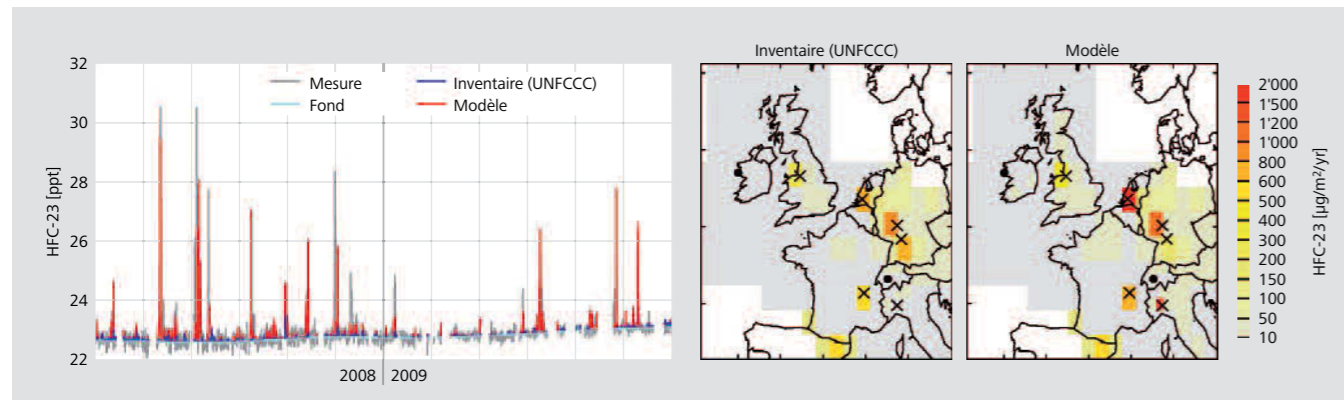 32
30
28
26
24
22
HFC-23 [ppt]
Mesure
Fond
Inventaire (UNFCCC)
Modèle
2008 2009
Inventaire (UNFCCC)
Modèle
2'000
1'500
1'200
1'000
800
600
500
400
300
200
150
100
50
10
HFC-23 [µg/m²/yr]